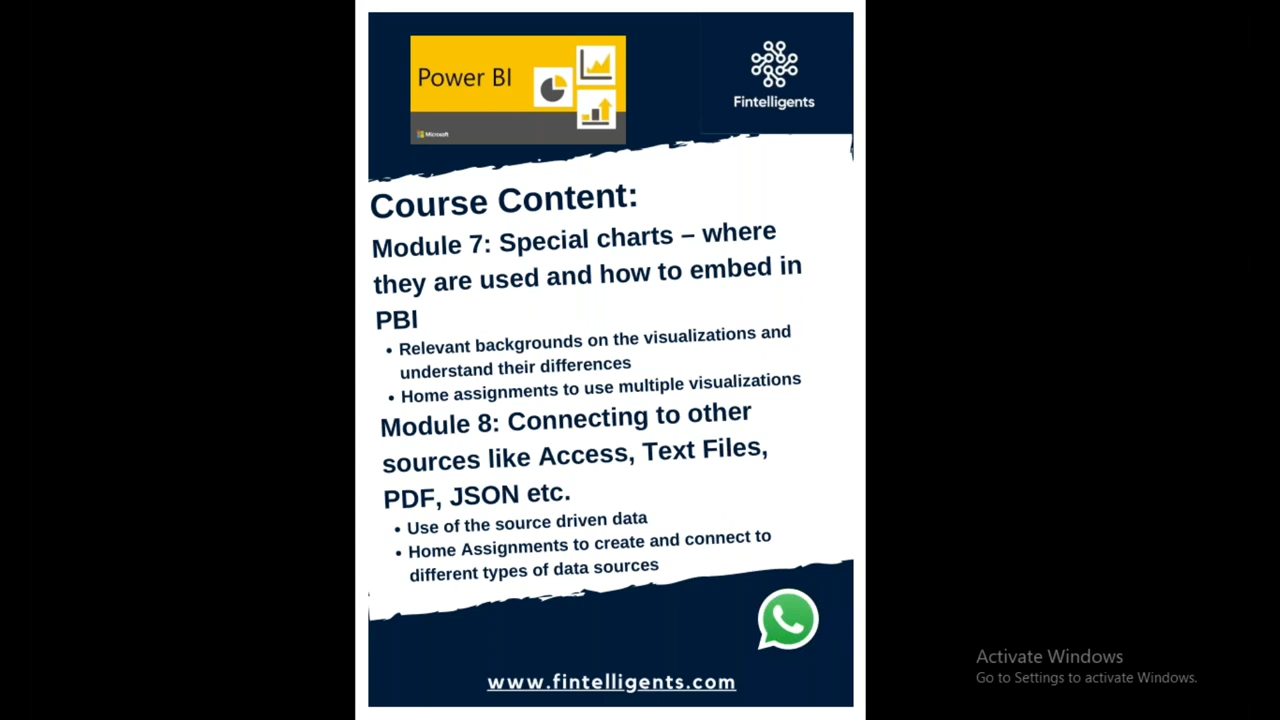 Power BI
Microsoft
Fintelligents
Course Content:
Module 7: Special charts – where
they are used and how to embed in
PBI
• Relevant backgrounds on the visualizations and
understand their differences
• Home assignments to use multiple visualizations
Module 8: Connecting to other
sources like Access, Text Files,
PDF, JSON etc.
• Use of the source driven data
• Home Assignments to create and connect to
different types of data sources
www.fintelligents.com
Activate Windows
Go to Settings to activate Windows.